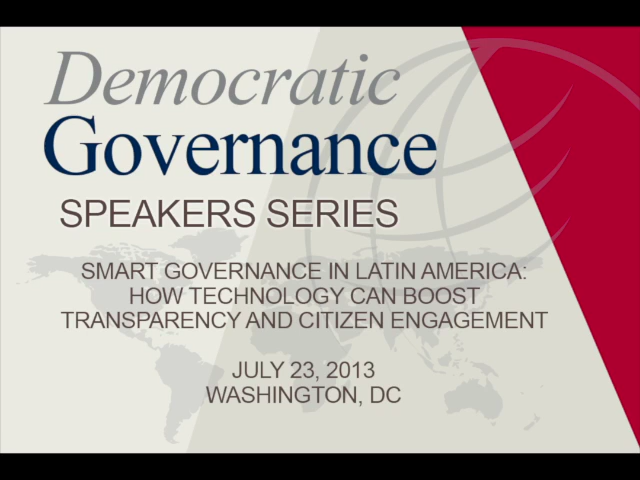 Democratic
Governance
SPEAKERS SERIES
SMART GOVERNANCE IN LATIN AMERICA:
HOW TECHNOLOGY CAN BOOST
TRANSPARENCY AND CITIZEN ENGAGEMENT
JULY 23, 2013
WASHINGTON, DC